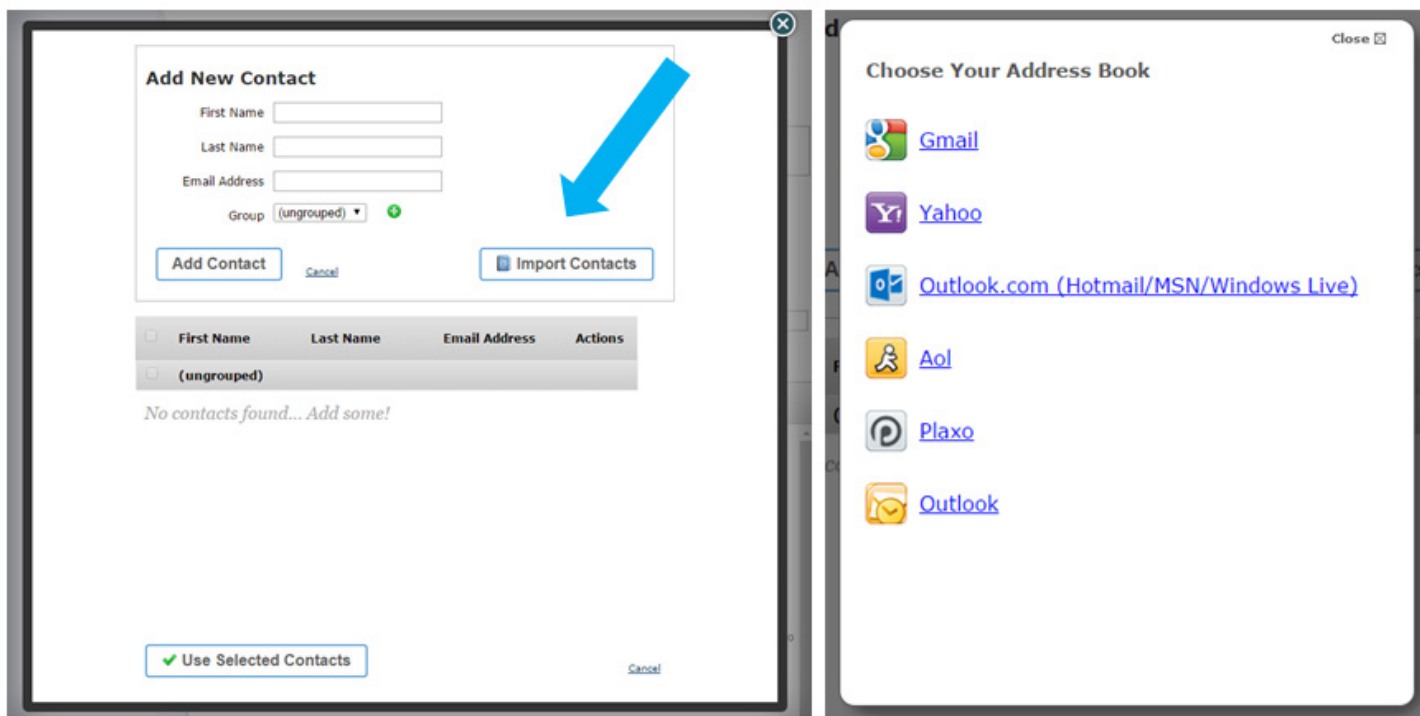 Add New Contact
First Name
Last Name
Email Address
Group (ungrouped)
Add Contact Cancel Import Contacts
First Name Last Name Email Address Actions
(ungrouped)
No contacts found... Add some!
Use Selected Contacts Cancel
Close
Choose Your Address Book
Gmail
Yahoo
Outlook.com (Hotmail/MSN/Windows Live)
Aol
Plaxo
Outlook